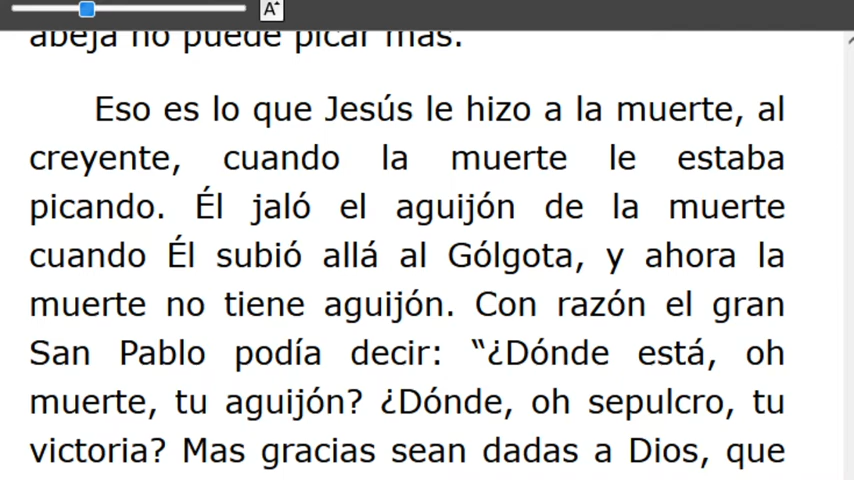 A
abeja no puede picar más.
Eso es lo que Jesús le hizo a la muerte, al
creyente, cuando la muerte le estaba
picando. Él jaló el aguijón de la muerte
cuando Él subió allá al Gólgota, y ahora la
muerte no tiene aguijón. Con razón el gran
San Pablo podía decir: “¿Dónde está, oh
muerte, tu aguijón? ¿Dónde, oh sepulcro, tu
victoria? Mas gracias sean dadas a Dios, que